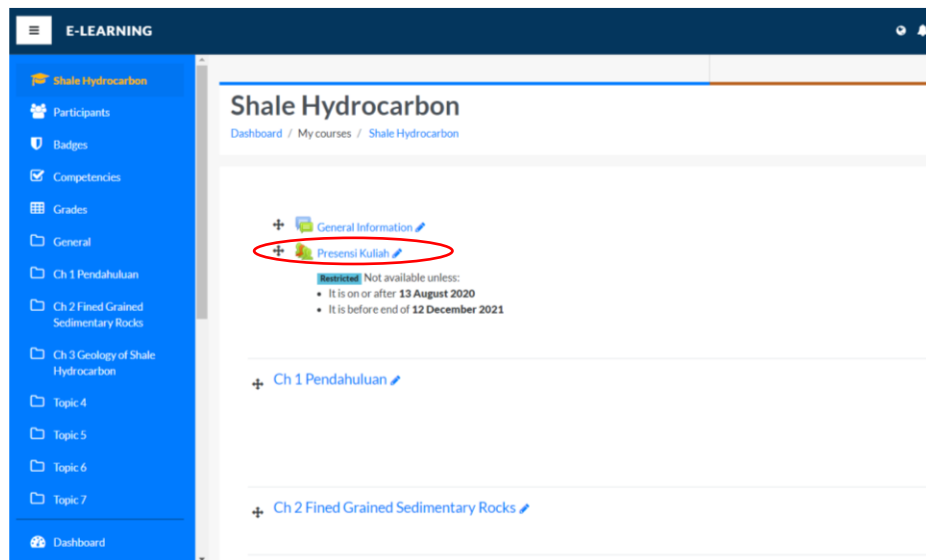 E-LEARNING
Shale Hydrocarbon
Participants
Badges
Competencies
Grades
General
Ch 1 Pendahuluan
Ch 2 Fined Grained
Sedimentary Rocks
Ch 3 Geology of Shale
Hydrocarbon
Topic 4
Topic 5
Topic 6
Topic 7
Dashboard
Shale Hydrocarbon
Dashboard / My courses / Shale Hydrocarbon
General Information
Presensi Kuliah
Restricted Not available unless:
• It is on or after 13 August 2020
• It is before end of 12 December 2021
Ch 1 Pendahuluan
Ch 2 Fined Grained Sedimentary Rocks